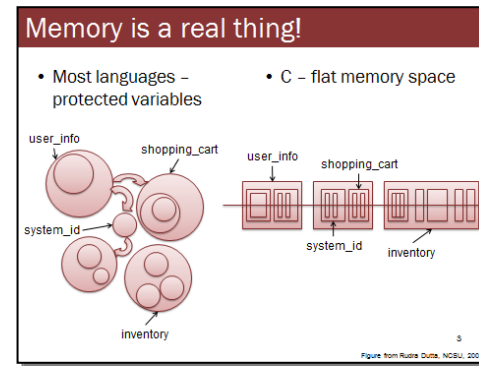 Memory is a real thing!
• Most languages –
protected variables
• C – flat memory space
user_info
shopping_cart
system_id
inventory
user_info
shopping_cart
system_id
inventory
3
Figure from Rudra Dutta, NCSU, 200